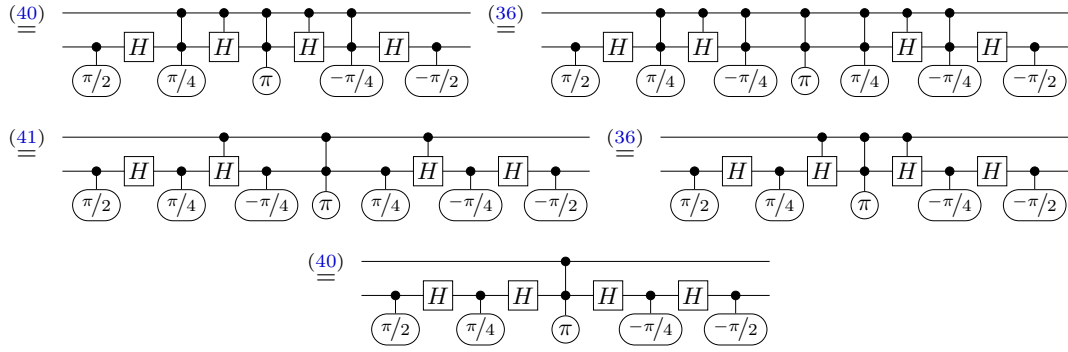 (40) = H H H H (36) = H H H H
π/2 π/4 π −π/4 −π/2 π/2 π/4 −π/4 π π/4 −π/4 −π/2
(41) = H H H H (36) = H H H H
π/2 π/4 −π/4 π π/4 −π/4 −π/2 π/2 π/4 π −π/4 −π/2
(40) = H H H H
π/2 π/4 π −π/4 −π/2